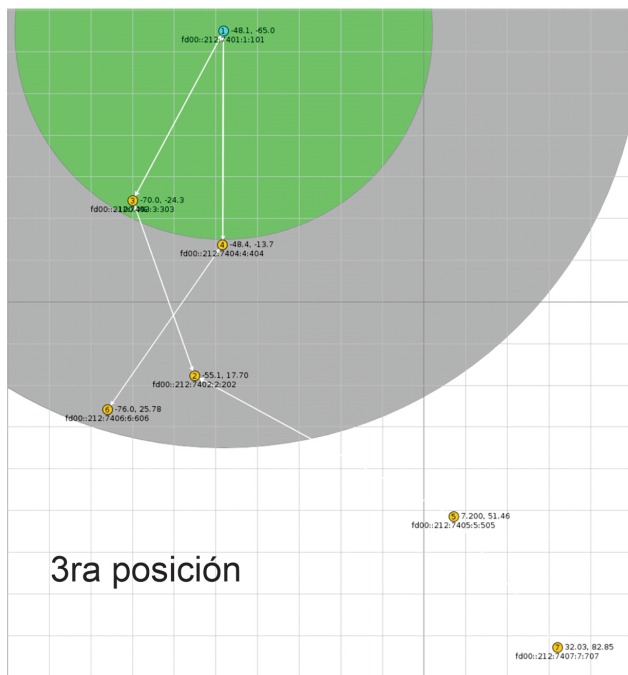 1 -48.1, -65.0
fd00::212:7401:1:101
3 -70.0, -24.3
4 -48.4, -13.7
fd00::212:7404:4:404
2 -55.1, 17.70
fd00::212:7402:2:202
6 -76.0, 25.78
fd00::212:7406:6:606
5 7.200, 51.46
fd00::212:7405:5:505
3ra posición
7 32.03, 82.85
fd00::212:7407:7:707